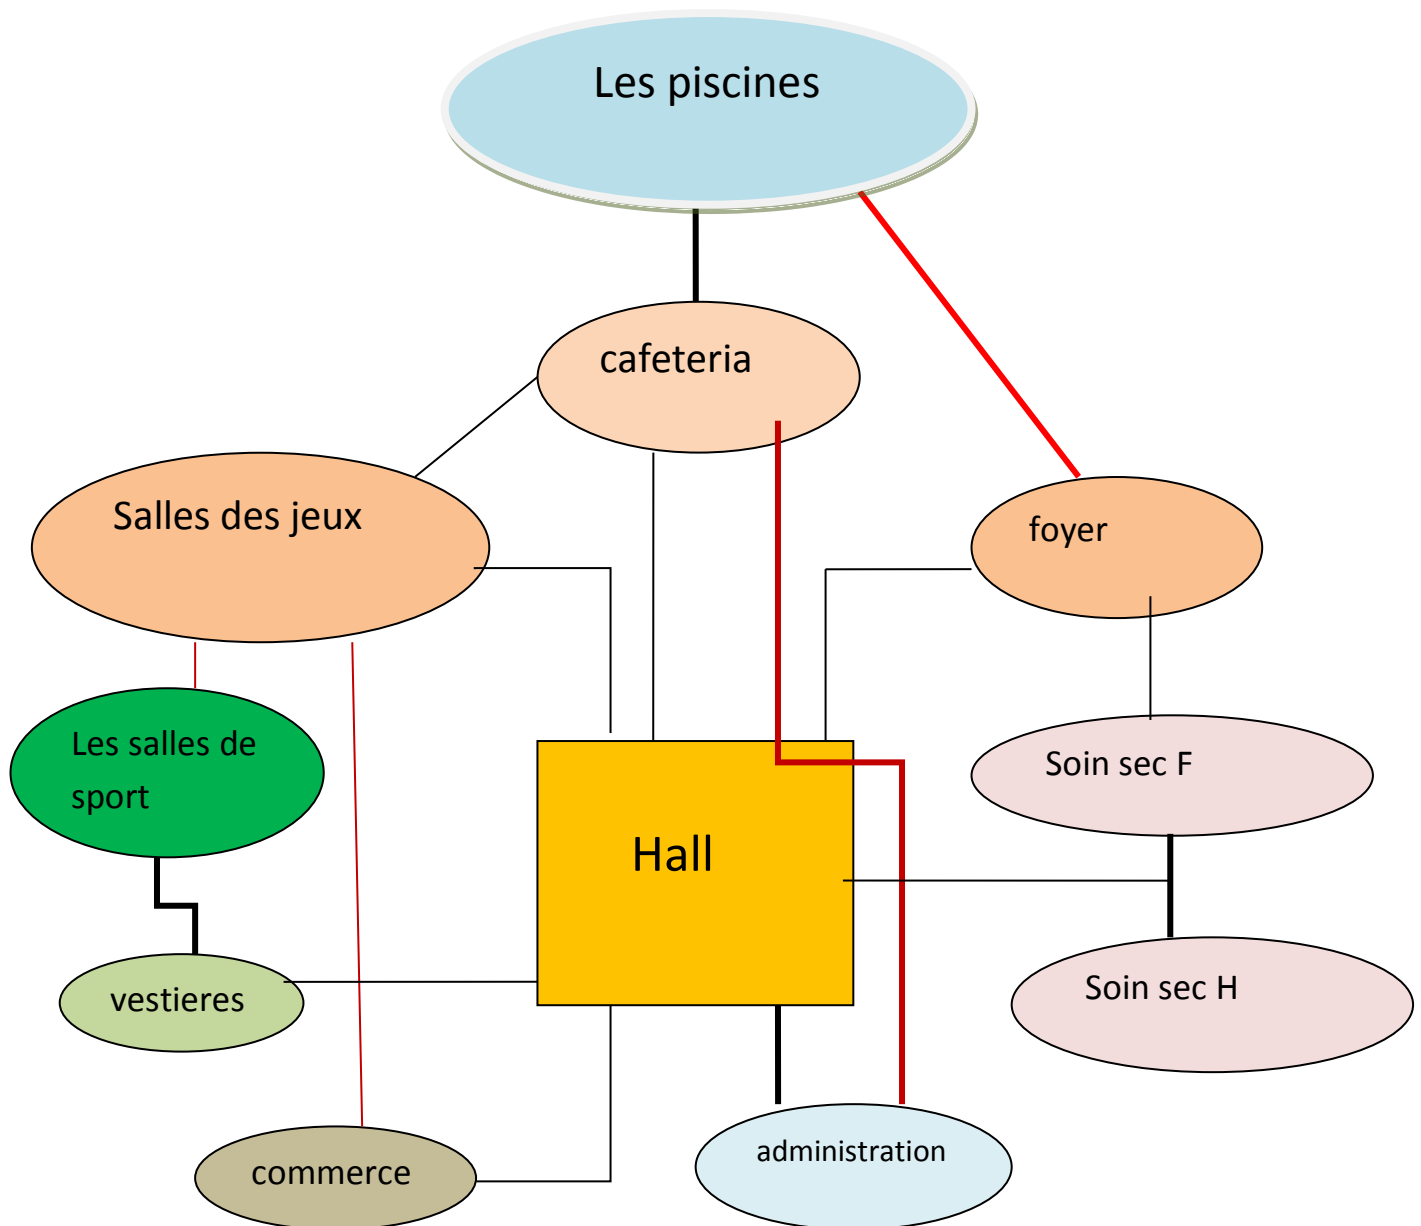 Les piscines
cafeteria
Salles des jeux
foyer
Les salles de
sport
Soin sec F
Hall
vestieres
Soin sec H
commerce
administration